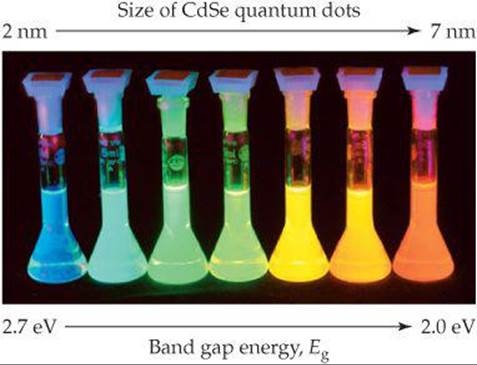 Size of CdSe quantum dots
2 nm 7 nm
2.7 eV 2.0 eV
Band gap energy, Eg